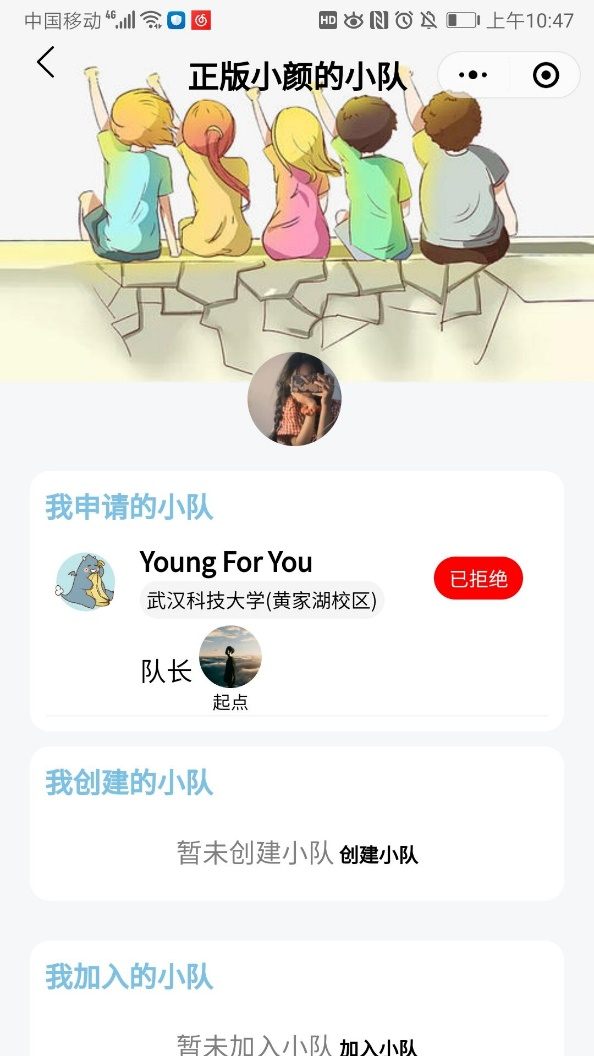 中国移动 4G HD 上午10:47
正版小颜的小队
我申请的小队
Young For You
已拒绝
武汉科技大学(黄家湖校区)
队长
起点
我创建的小队
暂未创建小队 创建小队
我加入的小队
暂未加入小队 加入小队